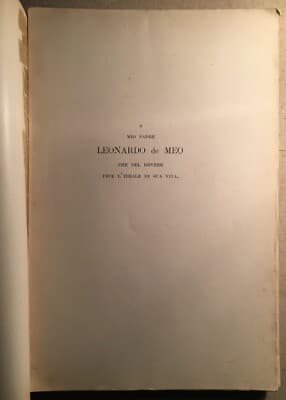 A
MIO PADRE
LEONARDO de MEO
CHE DEL DOVERE
FECE L'IDEALE DI SUA VITA.